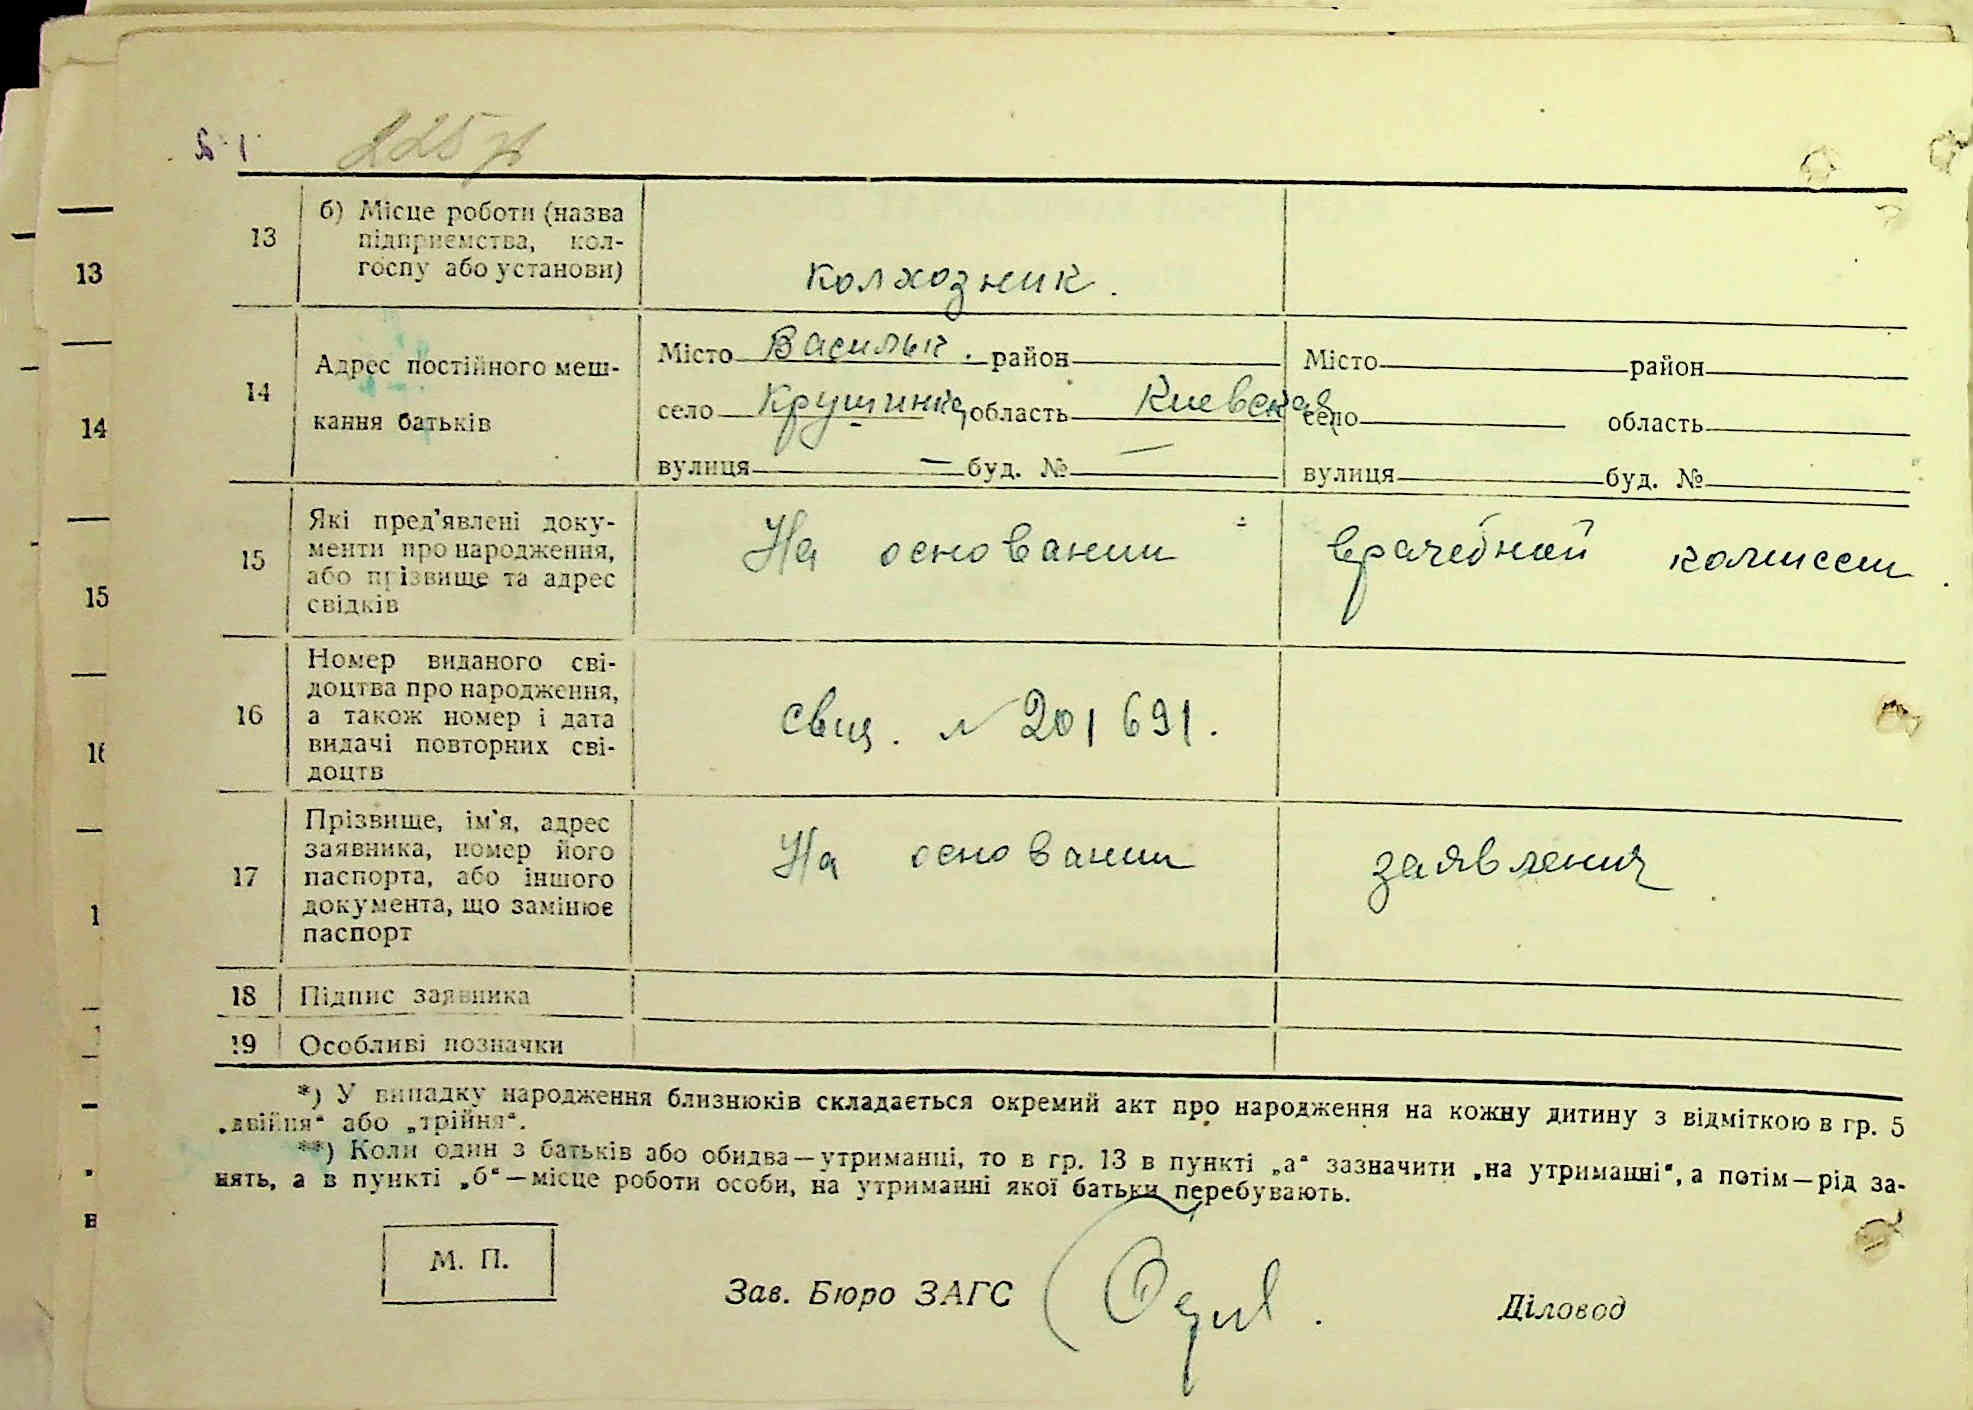 225
13
б) Місце роботи (назва
підприємства, кол-
госпу або установи)
колхозник.
14
Адрес постійного меш-
кання батьків
Місто Васильк. район
село Крушинка, область Киевская
вулиця — буд. № —
Місто район
село область
вулиця буд. №
15
Які пред'явлені доку-
менти про народження,
або прізвище та адрес
свідків
На основании врачебной комиссии
16
Номер виданого сві-
доцтва про народження,
а також номер і дата
видачі повторних сві-
доцтв
свид. № 201691.
17
Прізвище, ім'я, адрес
заявника, номер його
паспорта, або іншого
документа, що замінює
паспорт
На основании заявления
18 Підпис заявника
19 Особливі позначки
*) У випадку народження близнюків складається окремий акт про народження на кожну дитину з відміткою в гр. 5
„двійня“ або „трійня“.
**) Коли один з батьків або обидва—утриманці, то в гр. 13 в пункті „а“ зазначити „на утриманні“, а потім—рід за-
нять, а в пункті „б“—місце роботи особи, на утриманні якої батьки перебувають.
М. П.
Зав. Бюро ЗАГС
Діловод
13
14
15